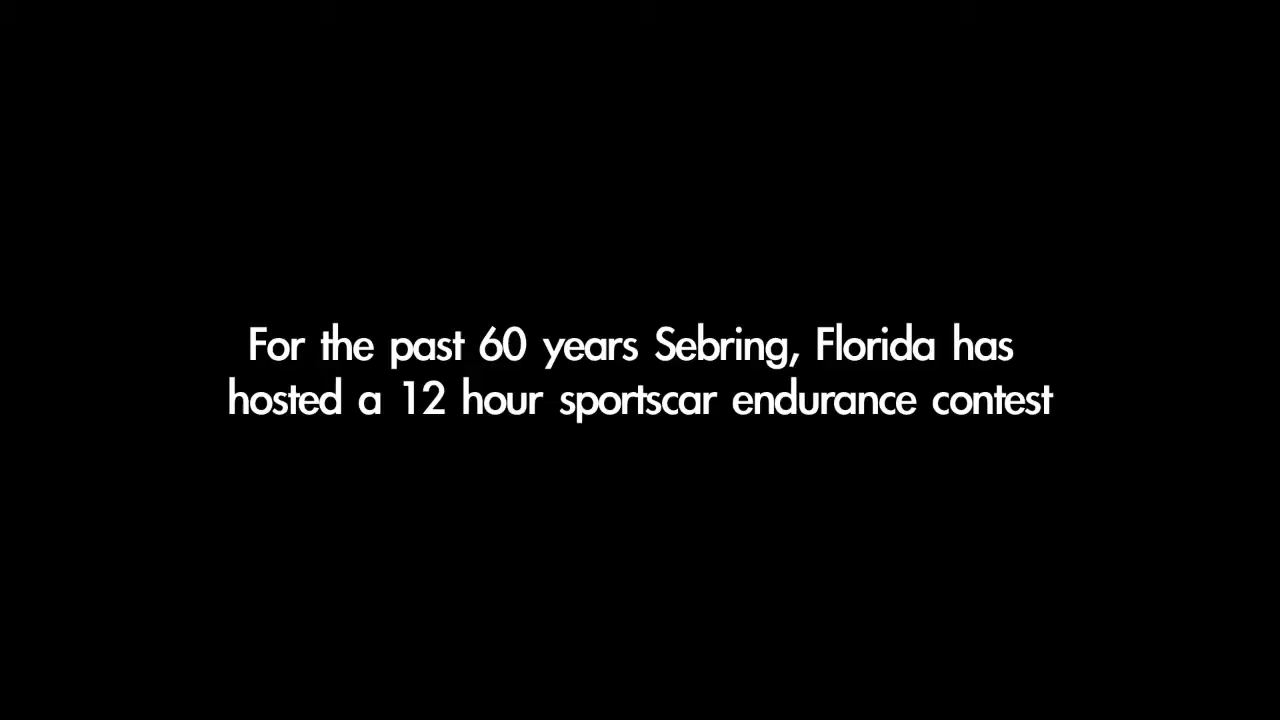 For the past 60 years Sebring, Florida has
hosted a 12 hour sportscar endurance contest